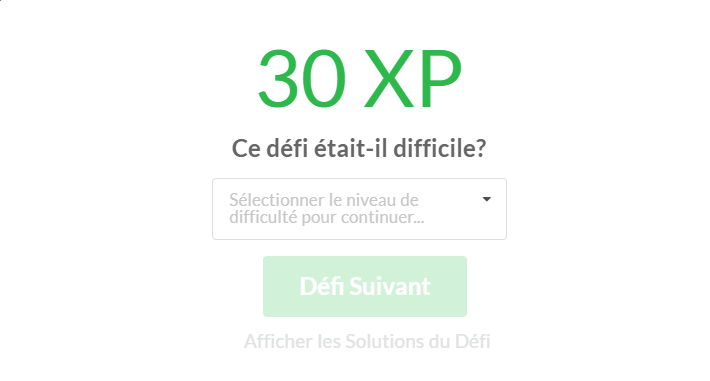 30 XP
Ce défi était-il difficile?
Sélectionner le niveau de
difficulté pour continuer...
Défi Suivant
Afficher les Solutions du Défi